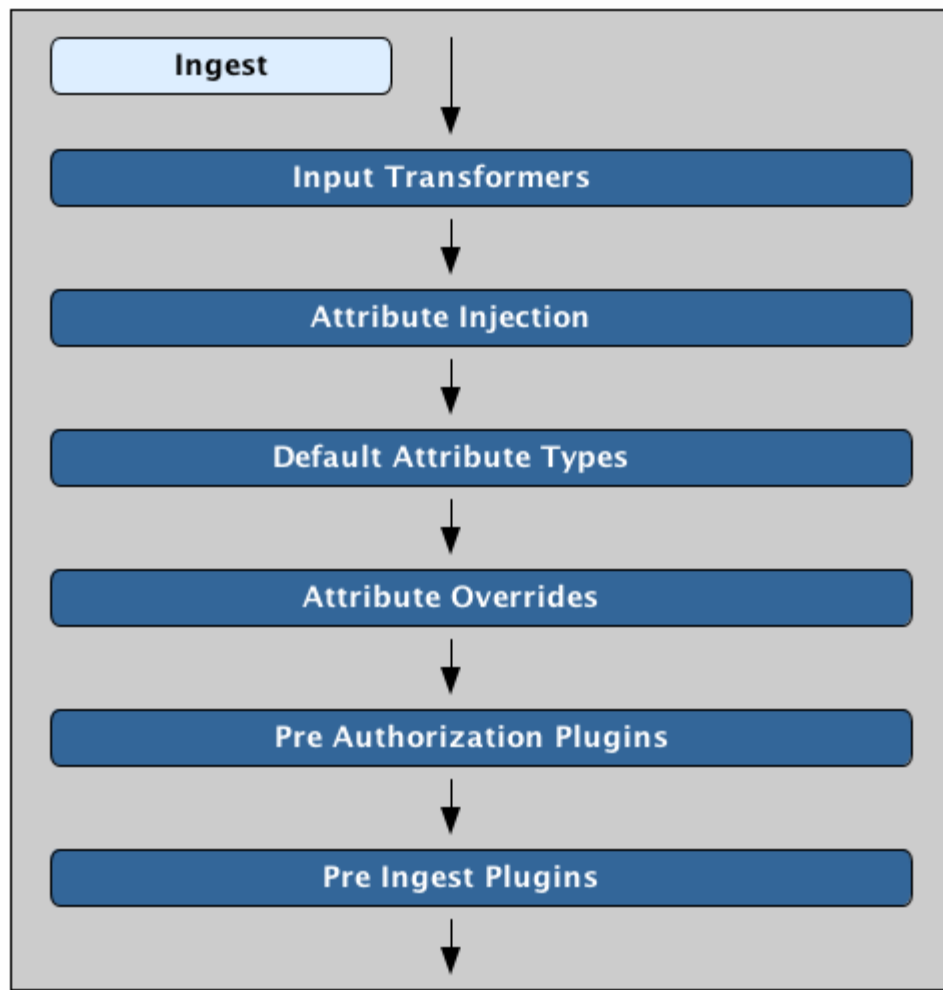 Ingest
Input Transformers
Attribute Injection
Default Attribute Types
Attribute Overrides
Pre Authorization Plugins
Pre Ingest Plugins